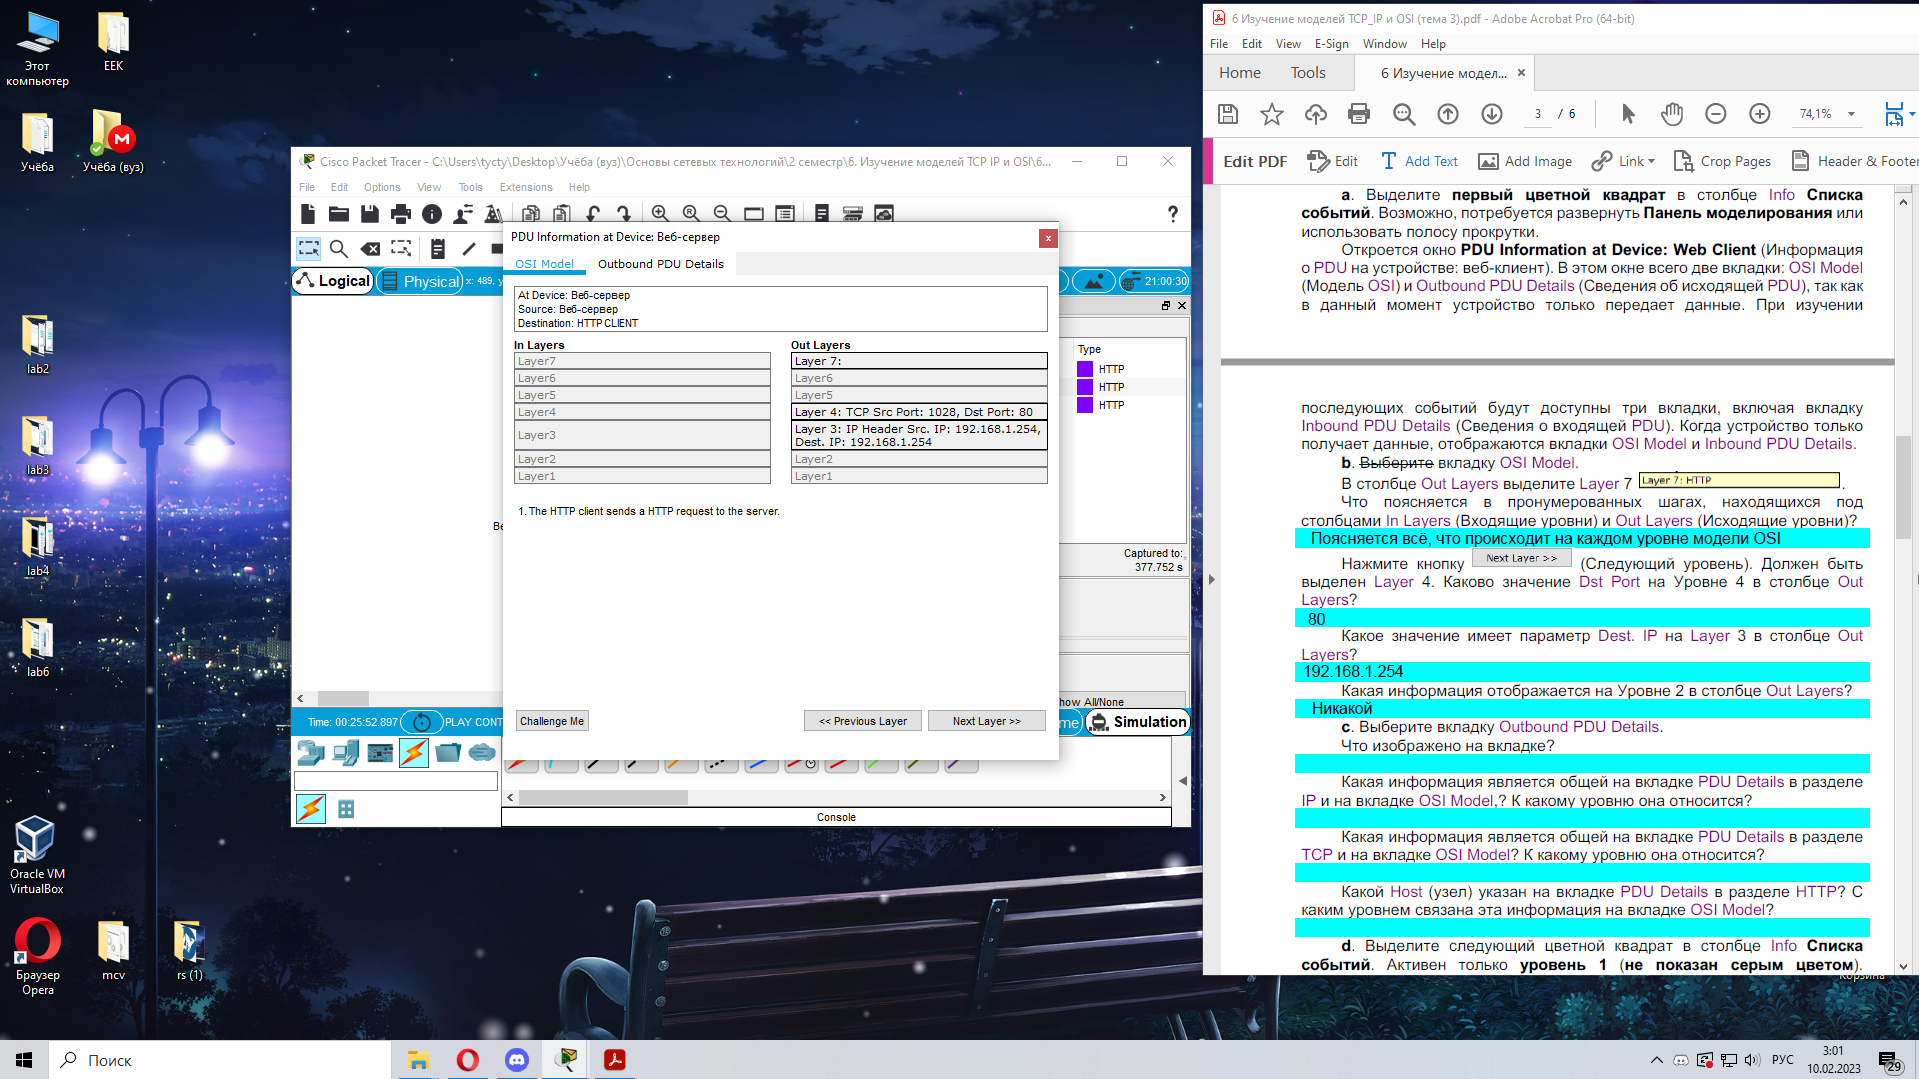 Этот компьютер
EEK
Учёба
Учёба (вуз)
lab2
lab3
lab4
lab6
Oracle VM VirtualBox
Браузер Opera
mcv
rs (1)
Cisco Packet Tracer - C:\Users\tycty\Desktop\Учёба (вуз)\Основы сетевых технологий\2 семестр\6. Изучение моделей TCP IP и OSI\6...
File Edit Options View Tools Extensions Help
Logical
Physical
x: 489, y
21:00:30
PDU Information at Device: Веб-сервер
OSI Model
Outbound PDU Details
At Device: Веб-сервер
Source: Веб-сервер
Destination: HTTP CLIENT
In Layers
Layer7
Layer6
Layer5
Layer4
Layer3
Layer2
Layer1
Out Layers
Layer 7:
Layer6
Layer5
Layer 4: TCP Src Port: 1028, Dst Port: 80
Layer 3: IP Header Src. IP: 192.168.1.254,
Dest. IP: 192.168.1.254
Layer2
Layer1
1. The HTTP client sends a HTTP request to the server.
Challenge Me
<< Previous Layer
Next Layer >>
Ве
Type
HTTP
HTTP
HTTP
Captured to:
377.752 s
how All/None
Time: 00:25:52.897
PLAY CONT
me
Simulation
Console
6 Изучение моделей TCP_IP и OSI (тема 3).pdf - Adobe Acrobat Pro (64-bit)
File Edit View E-Sign Window Help
Home Tools
6 Изучение модел... ×
3 / 6
74,1%
Edit PDF
Edit
Add Text
Add Image
Link
Crop Pages
Header & Footer
a. Выделите первый цветной квадрат в столбце Info Списка
событий. Возможно, потребуется развернуть Панель моделирования или
использовать полосу прокрутки.
Откроется окно PDU Information at Device: Web Client (Информация
о PDU на устройстве: веб-клиент). В этом окне всего две вкладки: OSI Model
(Модель OSI) и Outbound PDU Details (Сведения об исходящей PDU), так как
в данный момент устройство только передает данные. При изучении
последующих событий будут доступны три вкладки, включая вкладку
Inbound PDU Details (Сведения о входящей PDU). Когда устройство только
получает данные, отображаются вкладки OSI Model и Inbound PDU Details.
b. Выберите вкладку OSI Model.
В столбце Out Layers выделите Layer 7 Layer 7: HTTP .
Что поясняется в пронумерованных шагах, находящихся под
столбцами In Layers (Входящие уровни) и Out Layers (Исходящие уровни)?
Поясняется всё, что происходит на каждом уровне модели OSI
Нажмите кнопку Next Layer >> (Следующий уровень). Должен быть
выделен Layer 4. Каково значение Dst Port на Уровне 4 в столбце Out
Layers?
80
Какое значение имеет параметр Dest. IP на Layer 3 в столбце Out
Layers?
192.168.1.254
Какая информация отображается на Уровне 2 в столбце Out Layers?
Никакой
c. Выберите вкладку Outbound PDU Details.
Что изображено на вкладке?
Какая информация является общей на вкладке PDU Details в разделе
IP и на вкладке OSI Model,? К какому уровню она относится?
Какая информация является общей на вкладке PDU Details в разделе
TCP и на вкладке OSI Model? К какому уровню она относится?
Какой Host (узел) указан на вкладке PDU Details в разделе HTTP? С
каким уровнем связана эта информация на вкладке OSI Model?
d. Выделите следующий цветной квадрат в столбце Info Списка
событий. Активен только уровень 1 (не показан серым цветом).
Корзина
Поиск
РУС
3:01
10.02.2023
29